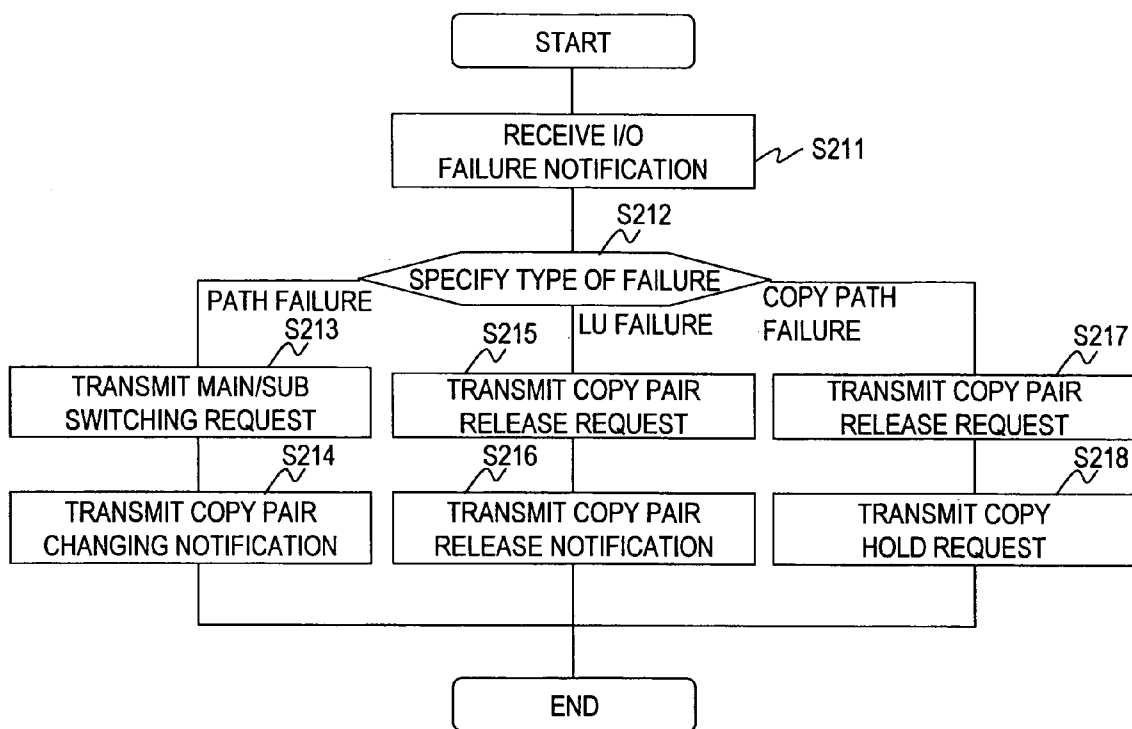 START
RECEIVE I/O
FAILURE NOTIFICATION
S211
S212
SPECIFY TYPE OF FAILURE
PATH FAILURE
LU FAILURE
COPY PATH
FAILURE
S213
TRANSMIT MAIN/SUB
SWITCHING REQUEST
S214
TRANSMIT COPY PAIR
CHANGING NOTIFICATION
S215
TRANSMIT COPY PAIR
RELEASE REQUEST
S216
TRANSMIT COPY PAIR
RELEASE NOTIFICATION
S217
TRANSMIT COPY PAIR
RELEASE REQUEST
S218
TRANSMIT COPY
HOLD REQUEST
END